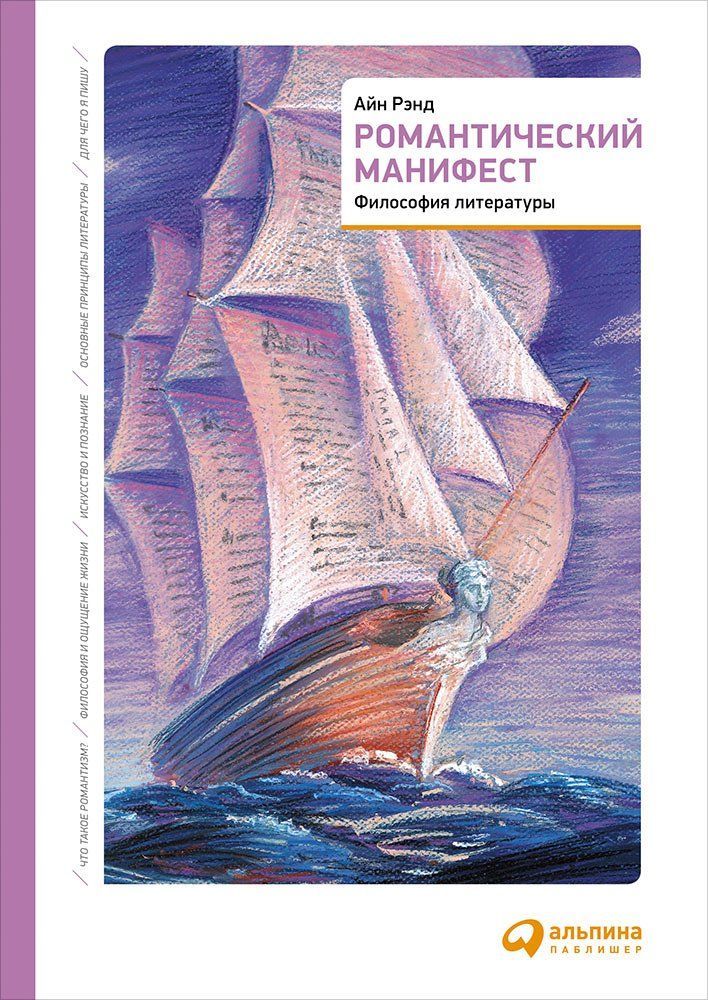 Айн Рэнд
РОМАНТИЧЕСКИЙ
МАНИФЕСТ
Философия литературы
/ ЧТО ТАКОЕ РОМАНТИЗМ? / ФИЛОСОФИЯ И ОЩУЩЕНИЕ ЖИЗНИ / ИСКУССТВО И ПОЗНАНИЕ / ОСНОВНЫЕ ПРИНЦИПЫ ЛИТЕРАТУРЫ / ДЛЯ ЧЕГО Я ПИШУ /
альпина
ПАБЛИШЕР